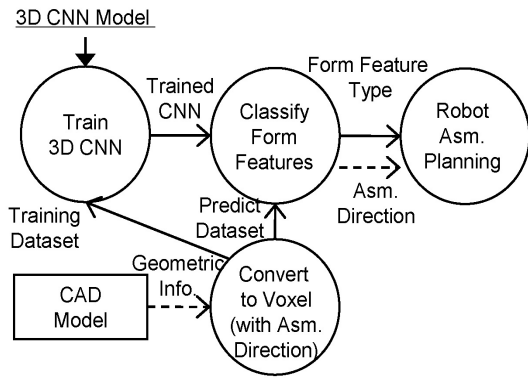 3D CNN Model
Train
3D CNN
Trained
CNN
Classify
Form
Features
Form Feature
Type
Asm.
Direction
Robot
Asm.
Planning
Training
Dataset
Predict
Dataset
Geometric
Info.
CAD
Model
Convert
to Voxel
(with Asm.
Direction)